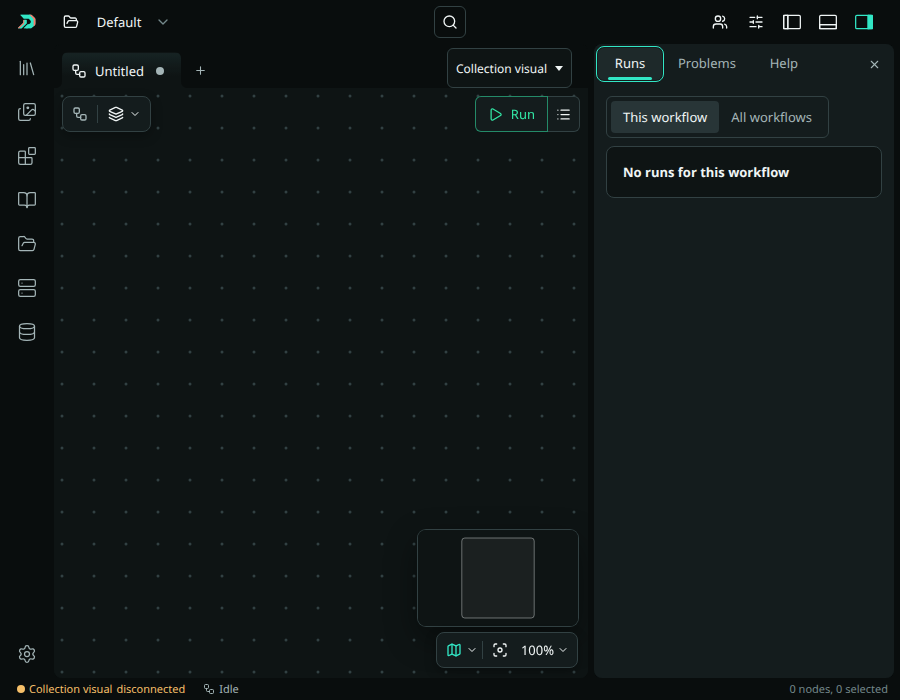 Default
Untitled
Collection visual
Run
Runs
Problems
Help
This workflow
All workflows
No runs for this workflow
100%
Collection visual disconnected
Idle
0 nodes, 0 selected